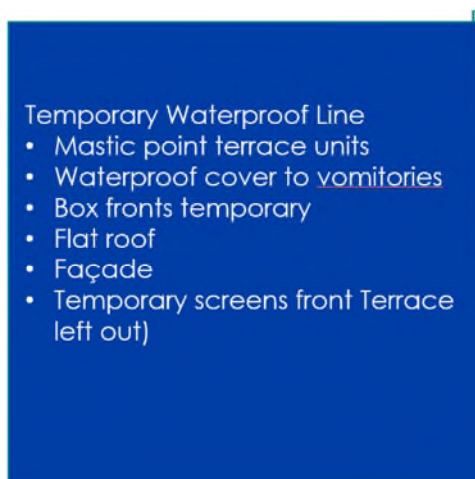 Temporary Waterproof Line
• Mastic point terrace units
• Waterproof cover to vomitories
• Box fronts temporary
• Flat roof
• Façade
• Temporary screens front Terrace
left out)